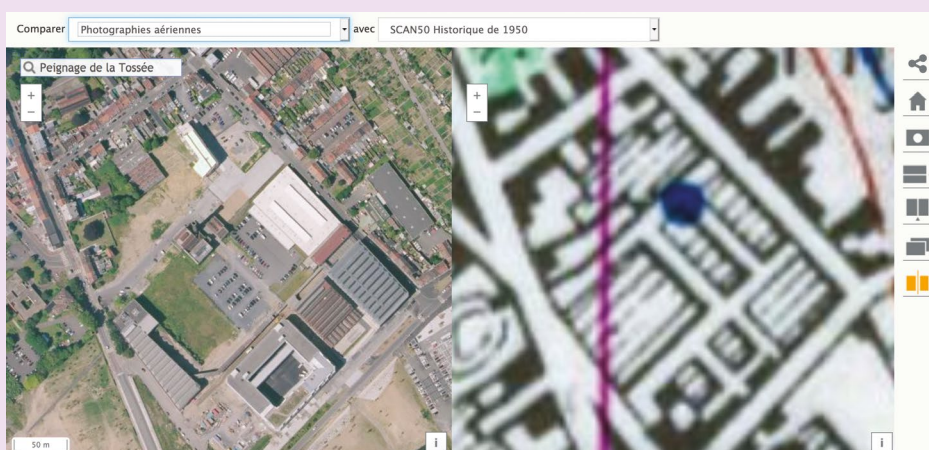 Comparer Photographies aériennes avec SCAN50 Historique de 1950
Peignage de la Tossée
+
−
+
−
50 m
i
i